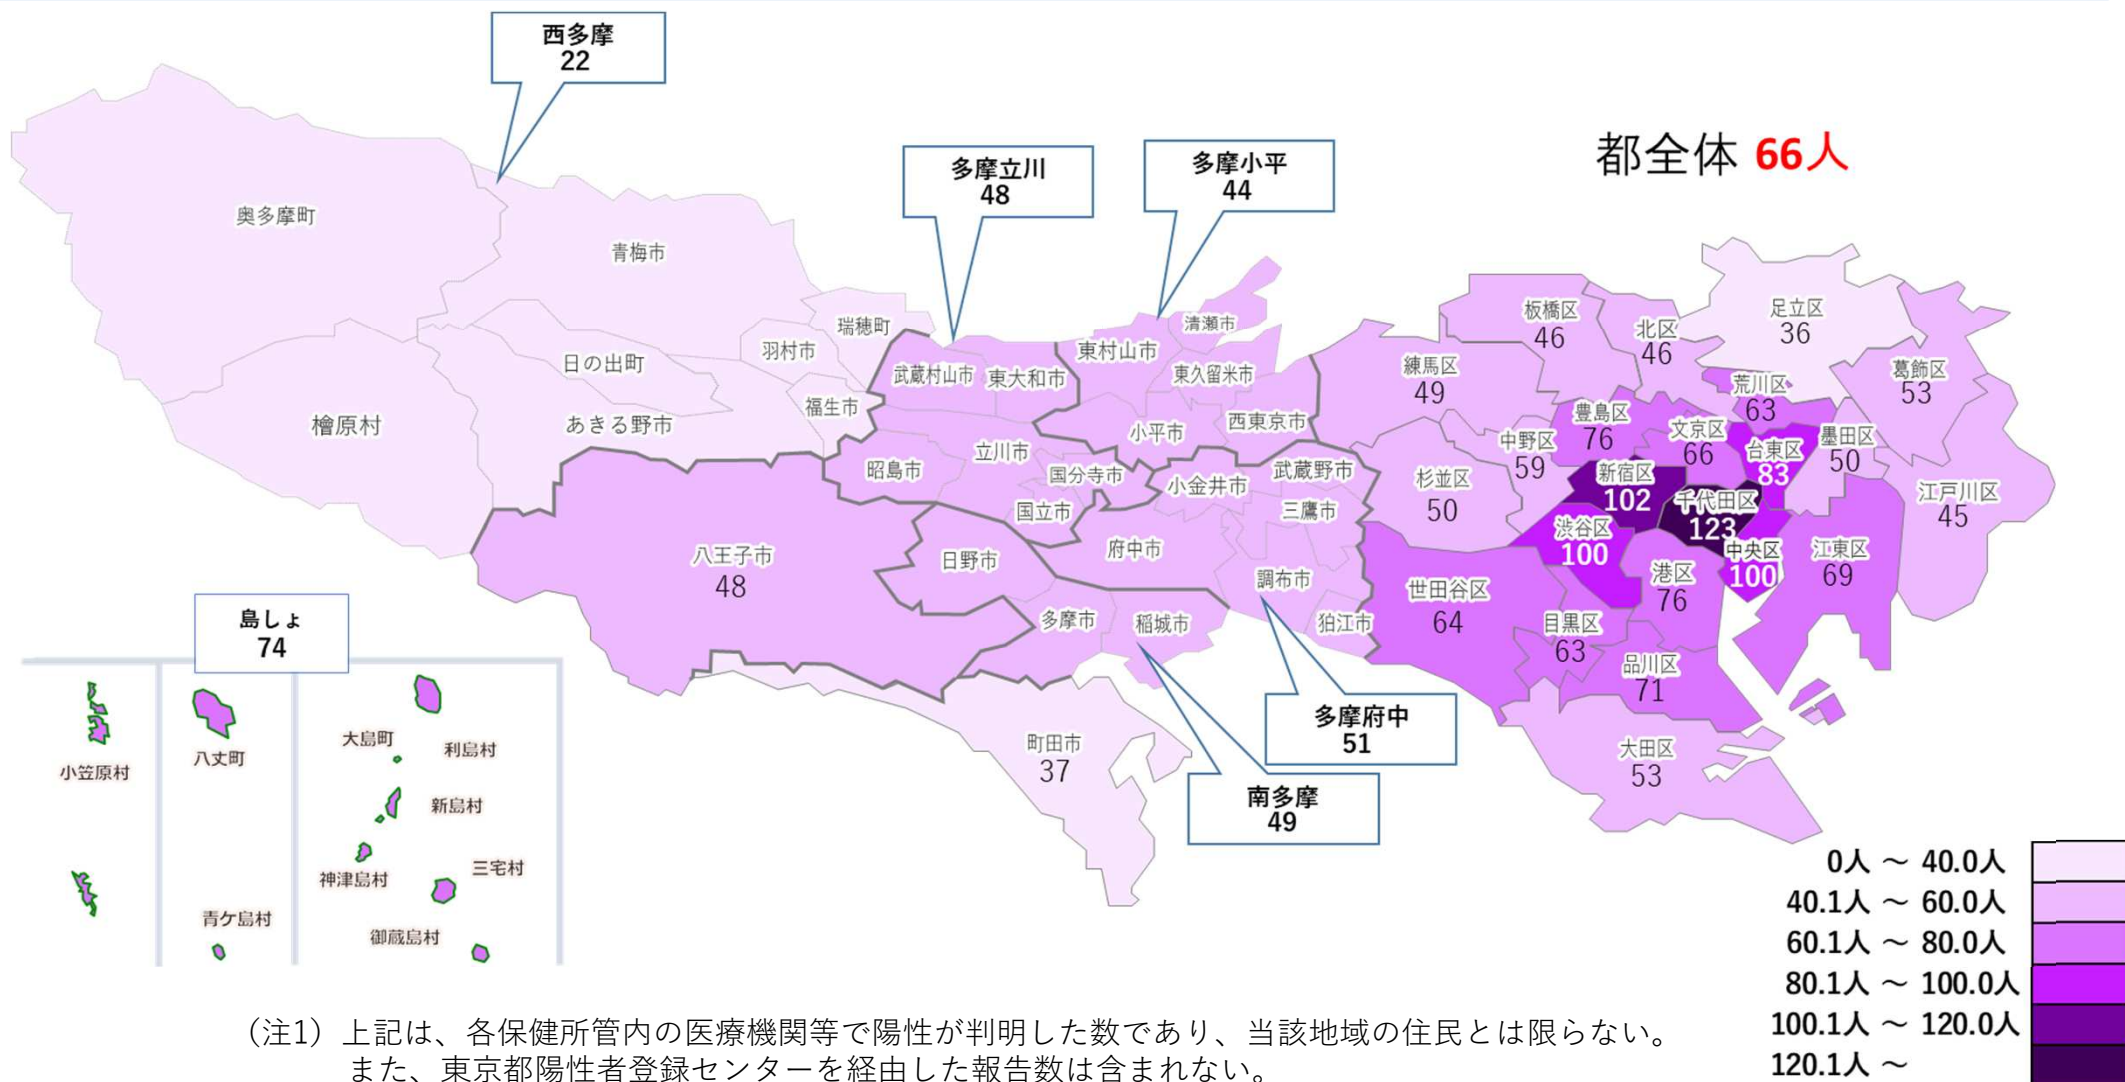 西多摩
22
多摩立川
48
多摩小平
44
都全体 66人
奥多摩町
青梅市
瑞穂町
羽村市
日の出町
福生市
あきる野市
檜原村
武蔵村山市
東大和市
東村山市
清瀬市
東久留米市
西東京市
小平市
昭島市
立川市
国分寺市
国立市
小金井市
武蔵野市
三鷹市
府中市
調布市
狛江市
八王子市
48
日野市
多摩市
稲城市
町田市
37
多摩府中
51
南多摩
49
板橋区
46
北区
46
足立区
36
葛飾区
53
練馬区
49
荒川区
63
豊島区
76
文京区
66
台東区
83
墨田区
50
中野区
59
杉並区
50
新宿区
102
千代田区
123
江戸川区
45
渋谷区
100
中央区
100
江東区
69
港区
76
世田谷区
64
目黒区
63
品川区
71
大田区
53
島しょ
74
小笠原村
八丈町
青ケ島村
大島町
利島村
新島村
神津島村
三宅村
御蔵島村
0人 ～ 40.0人
40.1人 ～ 60.0人
60.1人 ～ 80.0人
80.1人 ～ 100.0人
100.1人 ～ 120.0人
120.1人 ～
（注1）上記は、各保健所管内の医療機関等で陽性が判明した数であり、当該地域の住民とは限らない。
また、東京都陽性者登録センターを経由した報告数は含まれない。